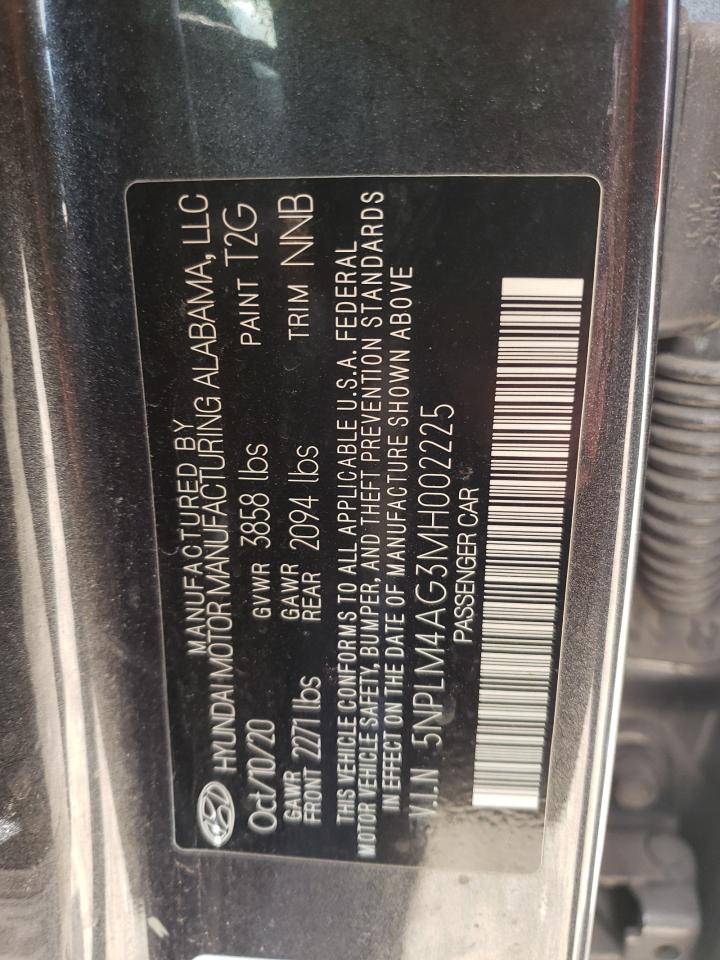 MANUFACTURED BY
HYUNDAI MOTOR MANUFACTURING ALABAMA, LLC
Oct/10/20 GVWR 3858 lbs PAINT T2G
GAWR FRONT 2271 lbs GAWR REAR 2094 lbs TRIM NNB
THIS VEHICLE CONFORMS TO ALL APPLICABLE U.S.A. FEDERAL
MOTOR VEHICLE SAFETY, BUMPER, AND THEFT PREVENTION STANDARDS
IN EFFECT ON THE DATE OF MANUFACTURE SHOWN ABOVE
V.I.N 5NPLM4AG3MH002225
PASSENGER CAR